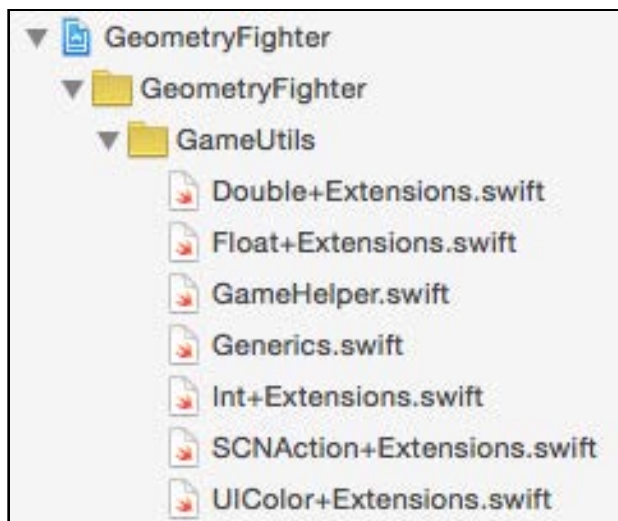 GeometryFighter
GeometryFighter
GameUtils
Double+Extensions.swift
Float+Extensions.swift
GameHelper.swift
Generics.swift
Int+Extensions.swift
SCNAction+Extensions.swift
UIColor+Extensions.swift